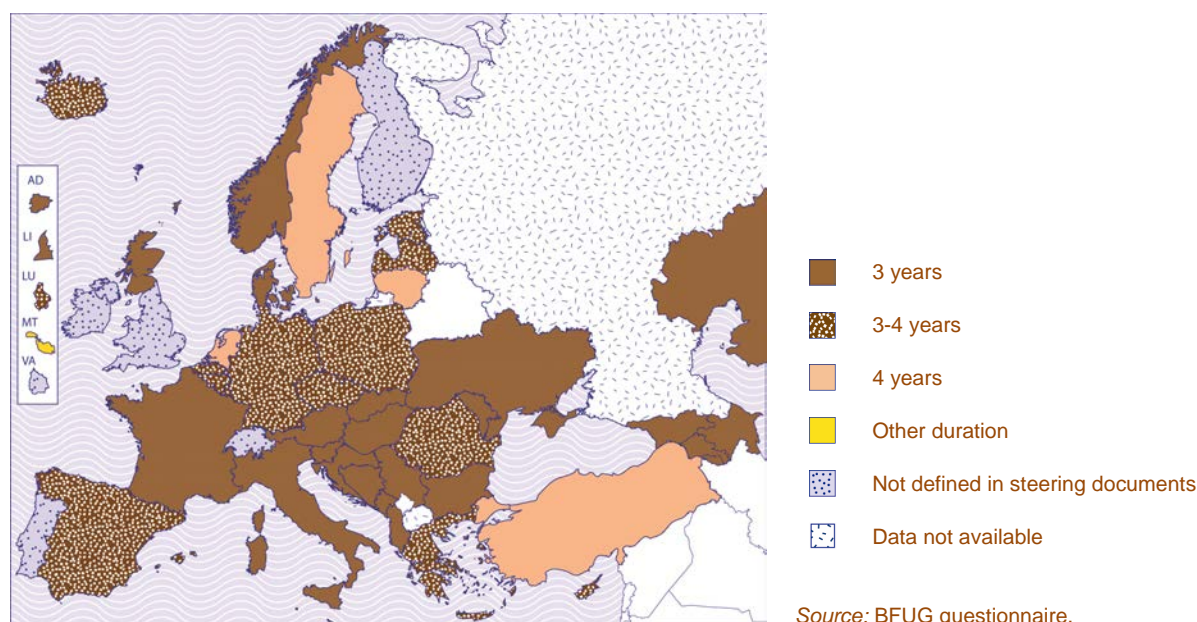 AD
LI
LU
MT
VA
3 years
3-4 years
4 years
Other duration
Not defined in steering documents
Data not available
Source: BFUG questionnaire.